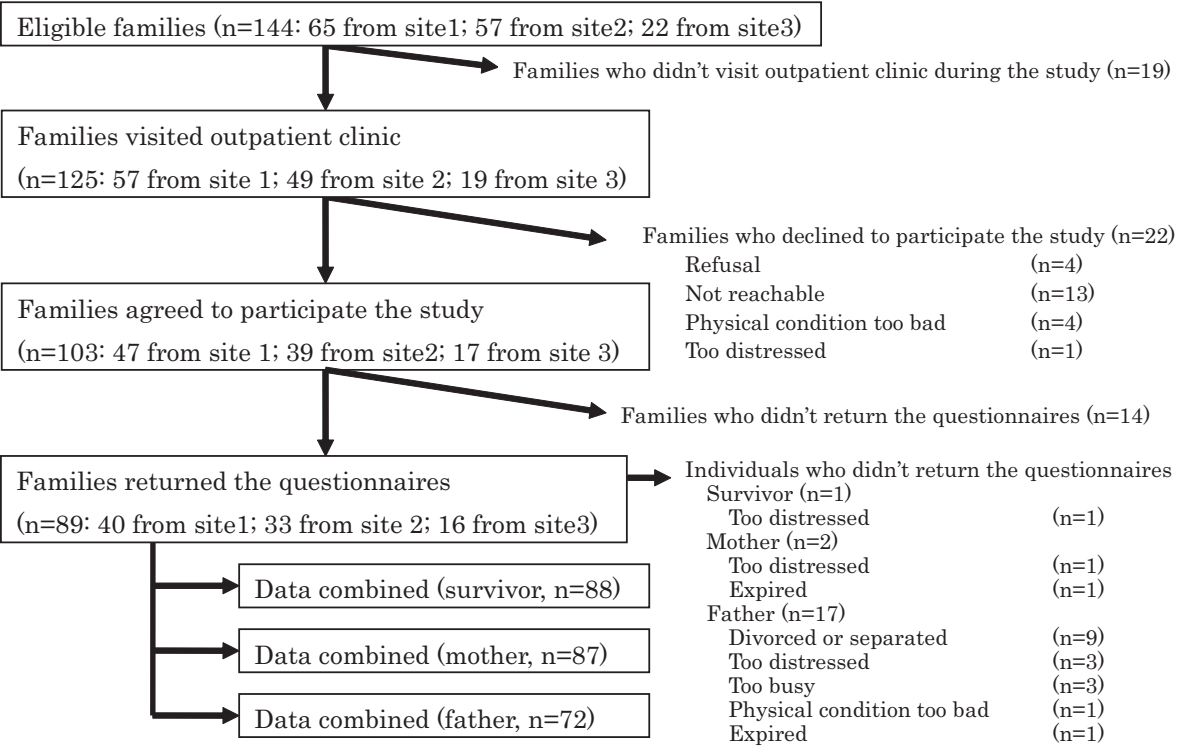 Eligible families (n=144: 65 from site1; 57 from site2; 22 from site3)
Families who didn't visit outpatient clinic during the study (n=19)
Families visited outpatient clinic
(n=125: 57 from site 1; 49 from site 2; 19 from site 3)
Families who declined to participate the study (n=22)
Refusal (n=4)
Not reachable (n=13)
Physical condition too bad (n=4)
Too distressed (n=1)
Families agreed to participate the study
(n=103: 47 from site 1; 39 from site2; 17 from site 3)
Families who didn't return the questionnaires (n=14)
Families returned the questionnaires
(n=89: 40 from site1; 33 from site 2; 16 from site3)
Individuals who didn't return the questionnaires
Survivor (n=1)
Too distressed (n=1)
Mother (n=2)
Too distressed (n=1)
Expired (n=1)
Father (n=17)
Divorced or separated (n=9)
Too distressed (n=3)
Too busy (n=3)
Physical condition too bad (n=1)
Expired (n=1)
Data combined (survivor, n=88)
Data combined (mother, n=87)
Data combined (father, n=72)